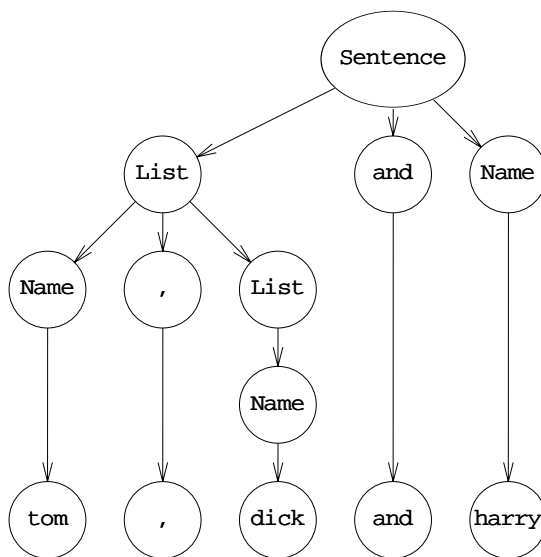 Sentence
List and Name
Name , List
Name
tom , dick and harry